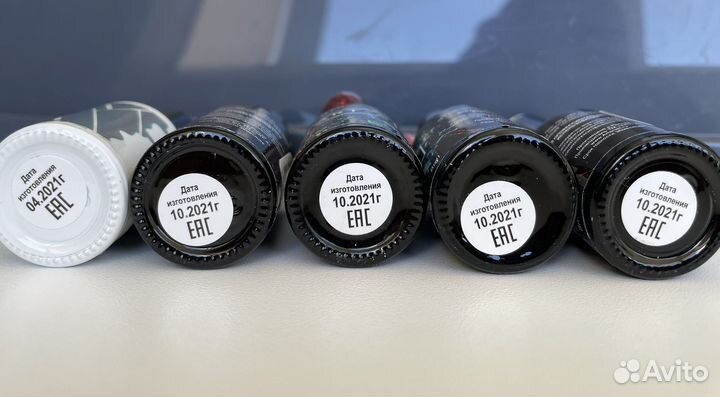 Дата
изготовления
04.2021г
EAC
Дата
изготовления
10.2021г
EAC
Дата
изготовления
10.2021г
EAC
Дата
изготовления
10.2021г
EAC
Дата
изготовления
10.2021г
EAC
Avito